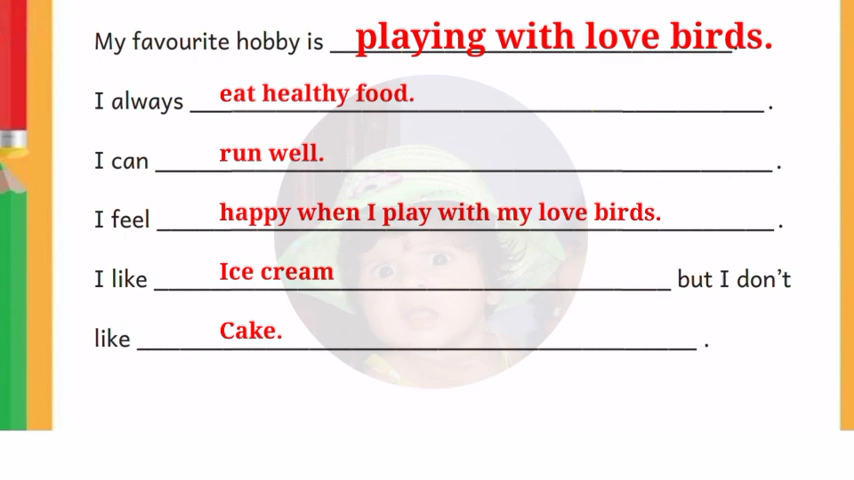 My favourite hobby is playing with love birds.
I always eat healthy food. .
I can run well. .
I feel happy when I play with my love birds. .
I like Ice cream but I don't
like Cake. .